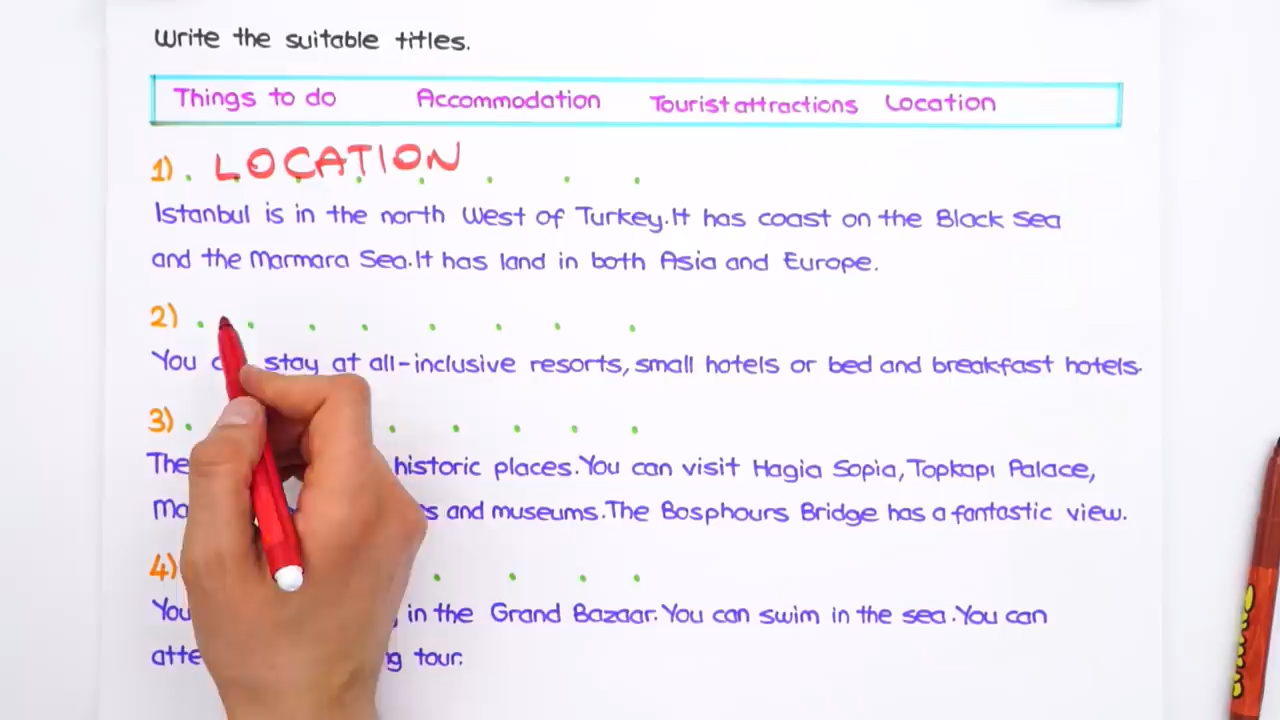 Write the suitable titles.
Things to do Accommodation Tourist attractions Location
1) LOCATION
Istanbul is in the north West of Turkey. It has coast on the Black Sea
and the Marmara Sea. It has land in both Asia and Europe.
2)
You stay at all-inclusive resorts, small hotels or bed and breakfast hotels.
3)
historic places. You can visit Hagia Sopia, Topkapı Palace,
and museums. The Bosphours Bridge has a fantastic view.
4)
You in the Grand Bazaar. You can swim in the sea. You can
tour.